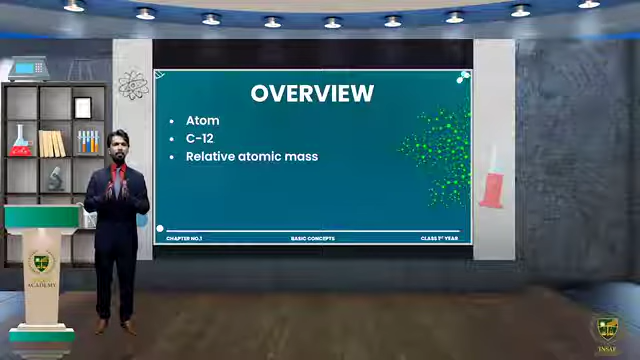 OVERVIEW
• Atom
• C-12
• Relative atomic mass
CHAPTER NO.1
BASIC CONCEPTS
CLASS 1ST YEAR
ACADEMY